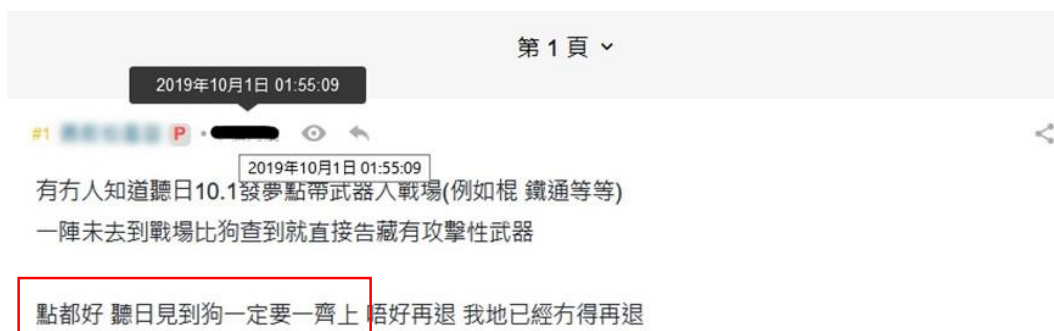 第 1 頁
2019年10月1日 01:55:09
#1 P •
2019年10月1日 01:55:09
有冇人知道聽日10.1發夢點帶武器入戰場(例如棍 鐵通等等)
一陣未去到戰場比狗查到就直接告藏有攻擊性武器
點都好 聽日見到狗一定要一齊上 唔好再退 我地已經冇得再退